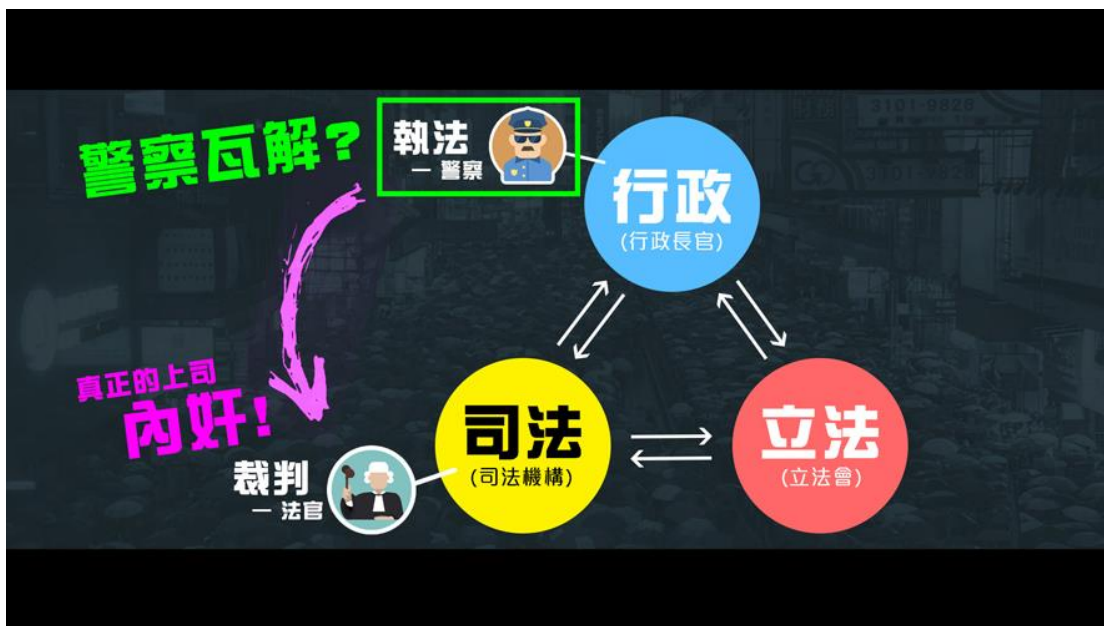 警察瓦解?
執法
— 警察
行政
(行政長官)
真正的上司
內奸!
裁判
— 法官
司法
(司法機構)
立法
(立法會)
3101-9826